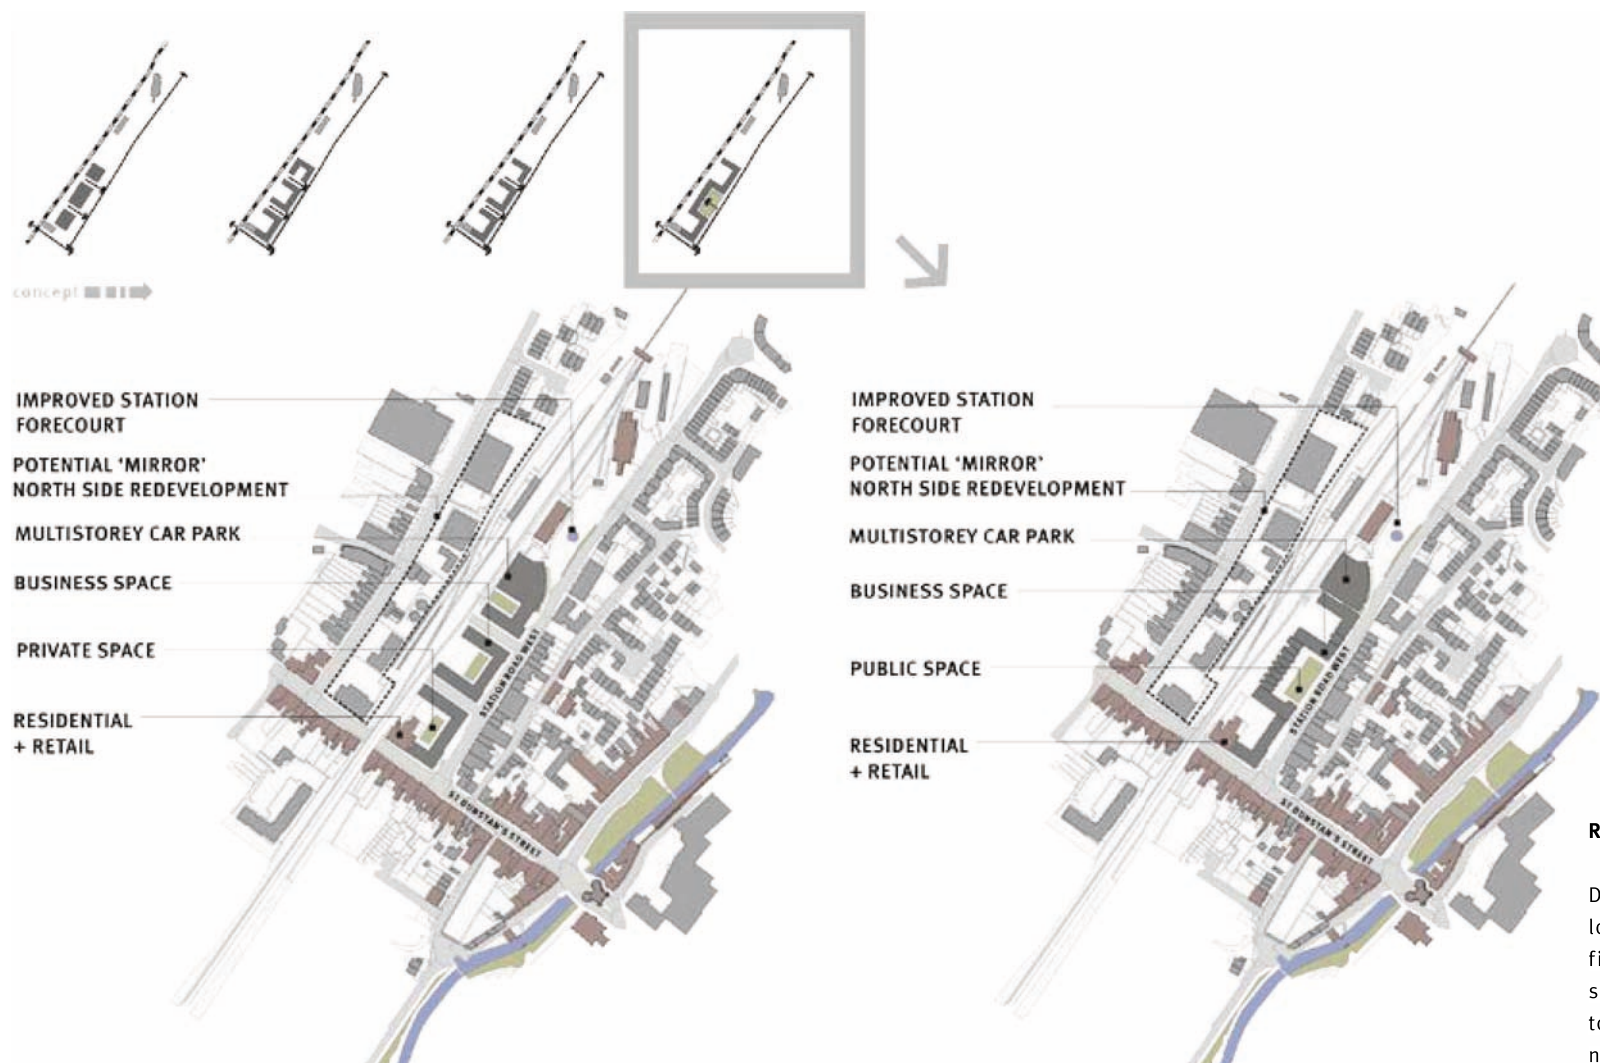 concept
IMPROVED STATION
FORECOURT
POTENTIAL ‘MIRROR’
NORTH SIDE REDEVELOPMENT
MULTISTOREY CAR PARK
BUSINESS SPACE
PRIVATE SPACE
RESIDENTIAL
+ RETAIL
STATION ROAD WEST
ST DUNSTAN'S STREET
IMPROVED STATION
FORECOURT
POTENTIAL ‘MIRROR’
NORTH SIDE REDEVELOPMENT
MULTISTOREY CAR PARK
BUSINESS SPACE
PUBLIC SPACE
RESIDENTIAL
+ RETAIL
STATION ROAD WEST
ST DUNSTAN'S STREET